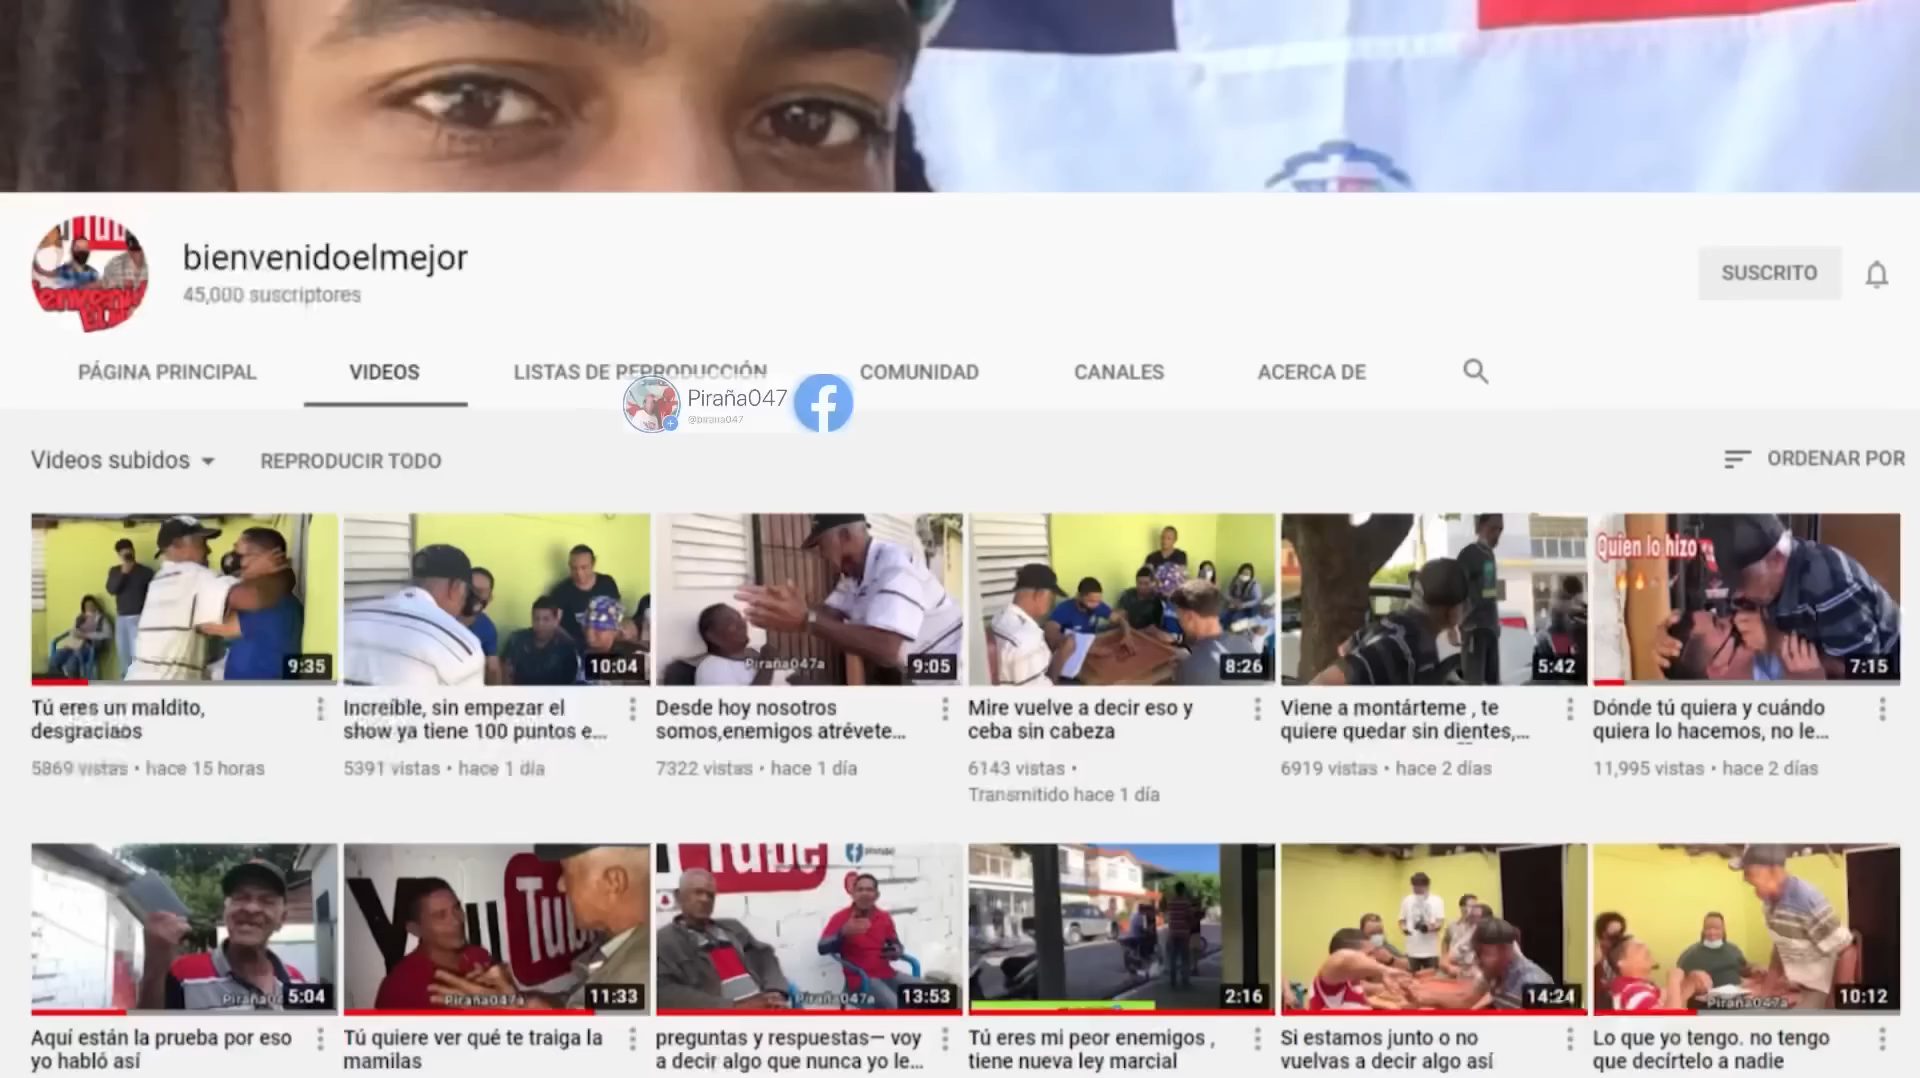 bienvenidoelmejor
45,000 suscriptores
SUSCRITO
PÁGINA PRINCIPAL
VIDEOS
LISTAS DE REPRODUCCIÓN
COMUNIDAD
CANALES
ACERCA DE
Piraña047
@pirana047
Videos subidos
REPRODUCIR TODO
ORDENAR POR
Quien lo hizo
9:35
10:04
Piraña047a
9:05
8:26
5:42
7:15
Tú eres un maldito,
desgraciaos
5869 vistas • hace 15 horas
Increíble, sin empezar el
show ya tiene 100 puntos e...
5391 vistas • hace 1 día
Desde hoy nosotros
somos,enemigos atrévete...
7322 vistas • hace 1 día
Mire vuelve a decir eso y
ceba sin cabeza
6143 vistas •
Transmitido hace 1 día
Viene a montárteme , te
quiere quedar sin dientes,...
6919 vistas • hace 2 días
Dónde tú quiera y cuándo
quiera lo hacemos, no le...
11,995 vistas • hace 2 días
5:04
You Tub
Piraña047a
11:33
Tube
Piraña047a
13:53
2:16
14:24
Piraña047a
10:12
Aquí están la prueba por eso
yo habló así
Tú quiere ver qué te traiga la
mamilas
preguntas y respuestas— voy
a decir algo que nunca yo le...
Tú eres mi peor enemigos ,
tiene nueva ley marcial
Si estamos junto o no
vuelvas a decir algo así
Lo que yo tengo. no tengo
que decírtelo a nadie